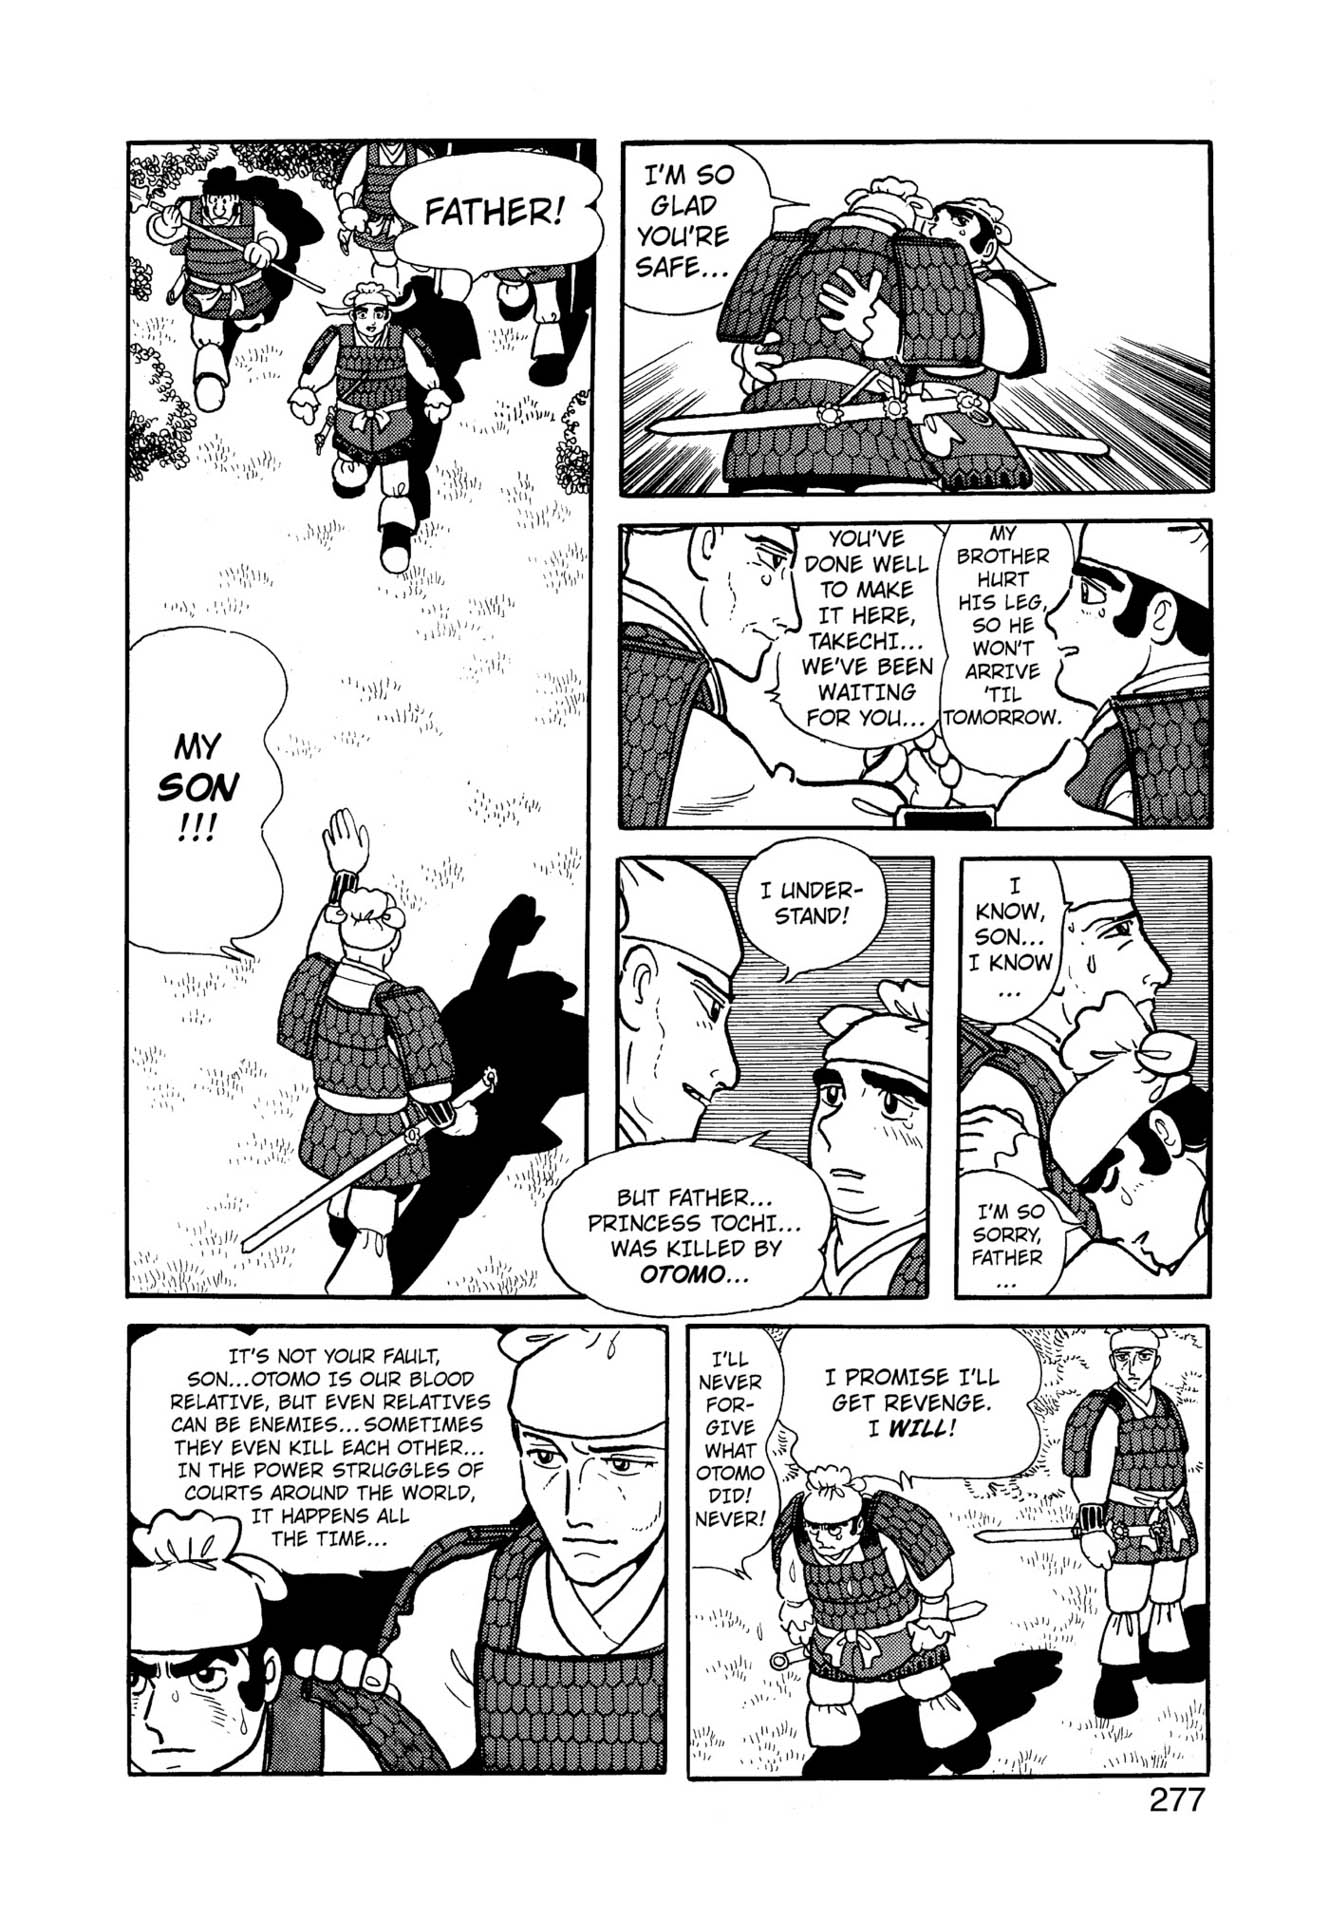 FATHER!
MY
SON
!!!
I'M SO
GLAD
YOU'RE
SAFE...
YOU'VE
DONE WELL
TO MAKE
IT HERE,
TAKECHI...
WE'VE BEEN
WAITING
FOR YOU...
MY
BROTHER
HURT
HIS LEG,
SO HE
WON'T
ARRIVE
'TIL
TOMORROW.
I UNDER-
STAND!
BUT FATHER...
PRINCESS TOCHI...
WAS KILLED BY
OTOMO...
I
KNOW,
SON...
I KNOW
...
I'M SO
SORRY,
FATHER
...
IT'S NOT YOUR FAULT,
SON...OTOMO IS OUR BLOOD
RELATIVE, BUT EVEN RELATIVES
CAN BE ENEMIES...SOMETIMES
THEY EVEN KILL EACH OTHER...
IN THE POWER STRUGGLES OF
COURTS AROUND THE WORLD,
IT HAPPENS ALL
THE TIME...
I'LL
NEVER
FOR-
GIVE
WHAT
OTOMO
DID!
NEVER!
I PROMISE I'LL
GET REVENGE.
I WILL!
277